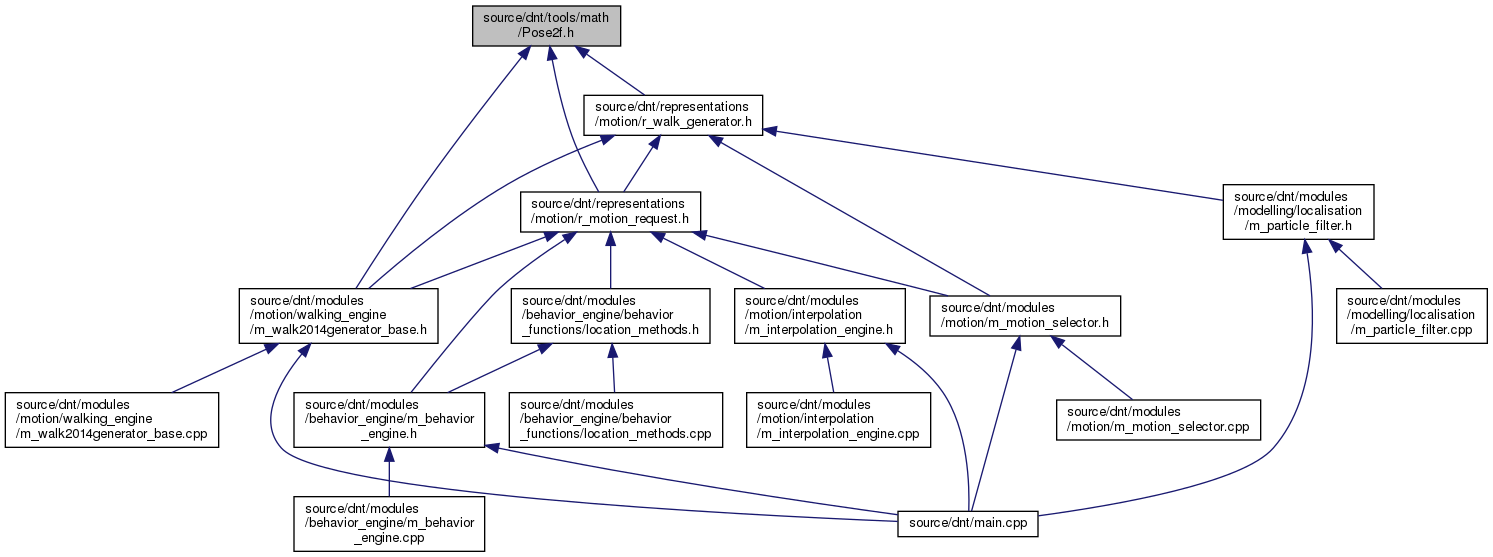 source/dnt/tools/math
/Pose2f.h
source/dnt/representations
/motion/r_walk_generator.h
source/dnt/representations
/motion/r_motion_request.h
source/dnt/modules
/modelling/localisation
/m_particle_filter.h
source/dnt/modules
/motion/walking_engine
/m_walk2014generator_base.h
source/dnt/modules
/behavior_engine/behavior
_functions/location_methods.h
source/dnt/modules
/motion/interpolation
/m_interpolation_engine.h
source/dnt/modules
/motion/m_motion_selector.h
source/dnt/modules
/modelling/localisation
/m_particle_filter.cpp
source/dnt/modules
/motion/walking_engine
/m_walk2014generator_base.cpp
source/dnt/modules
/behavior_engine/m_behavior
_engine.h
source/dnt/modules
/behavior_engine/behavior
_functions/location_methods.cpp
source/dnt/modules
/motion/interpolation
/m_interpolation_engine.cpp
source/dnt/modules
/motion/m_motion_selector.cpp
source/dnt/modules
/behavior_engine/m_behavior
_engine.cpp
source/dnt/main.cpp